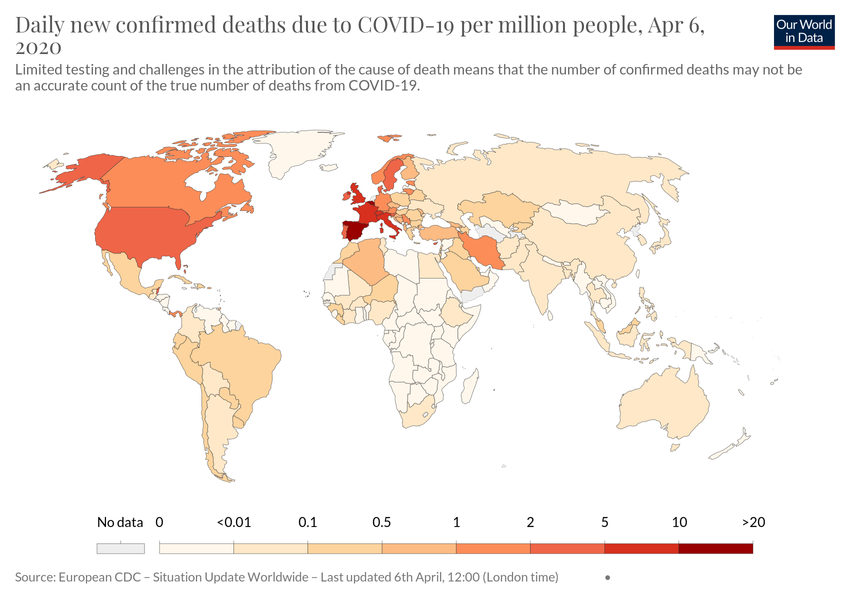 Daily new confirmed deaths due to COVID-19 per million people, Apr 6,
2020
Our World
in Data
Limited testing and challenges in the attribution of the cause of death means that the number of confirmed deaths may not be
an accurate count of the true number of deaths from COVID-19.
No data 0 <0.01 0.1 0.5 1 2 5 10 >20
Source: European CDC – Situation Update Worldwide – Last updated 6th April, 12:00 (London time) •